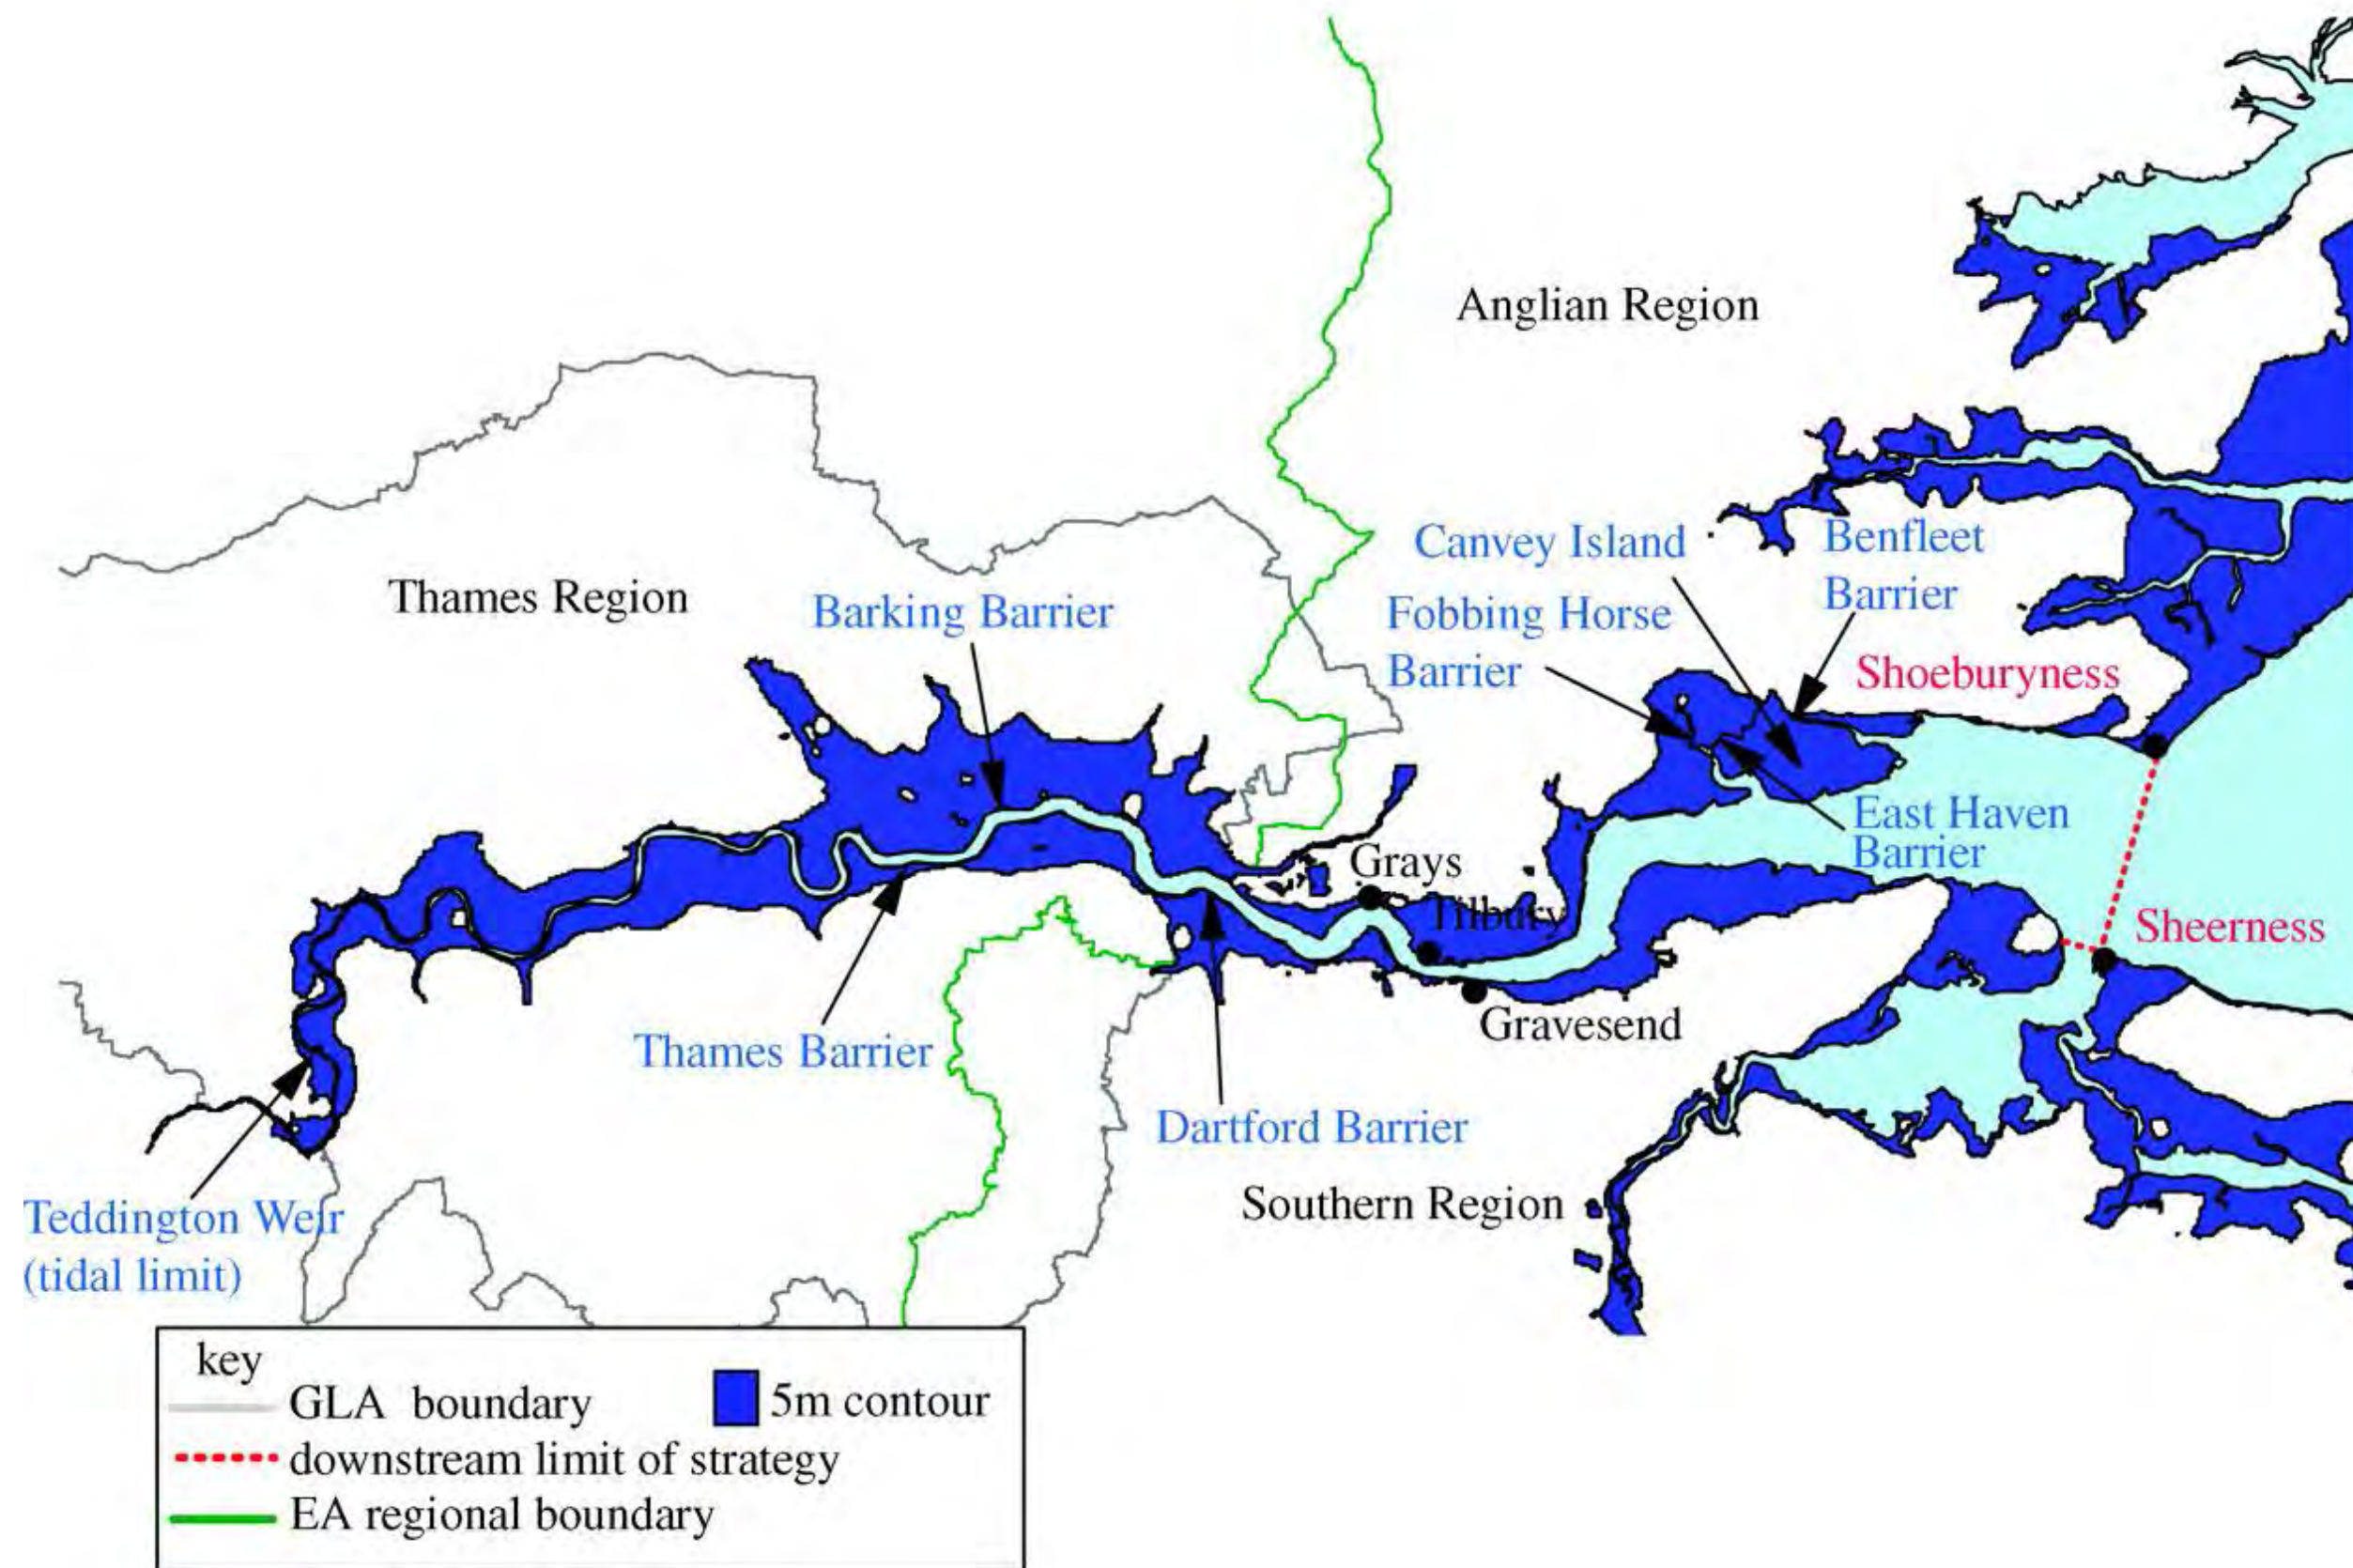 Anglian Region
Canvey Island
Benfleet
Barrier
Thames Region
Barking Barrier
Fobbing Horse
Barrier
Shoeburyness
East Haven
Barrier
Grays
Tilbury
Sheerness
Gravesend
Thames Barrier
Dartford Barrier
Southern Region
Teddington Weir
(tidal limit)
key
GLA boundary
5m contour
downstream limit of strategy
EA regional boundary